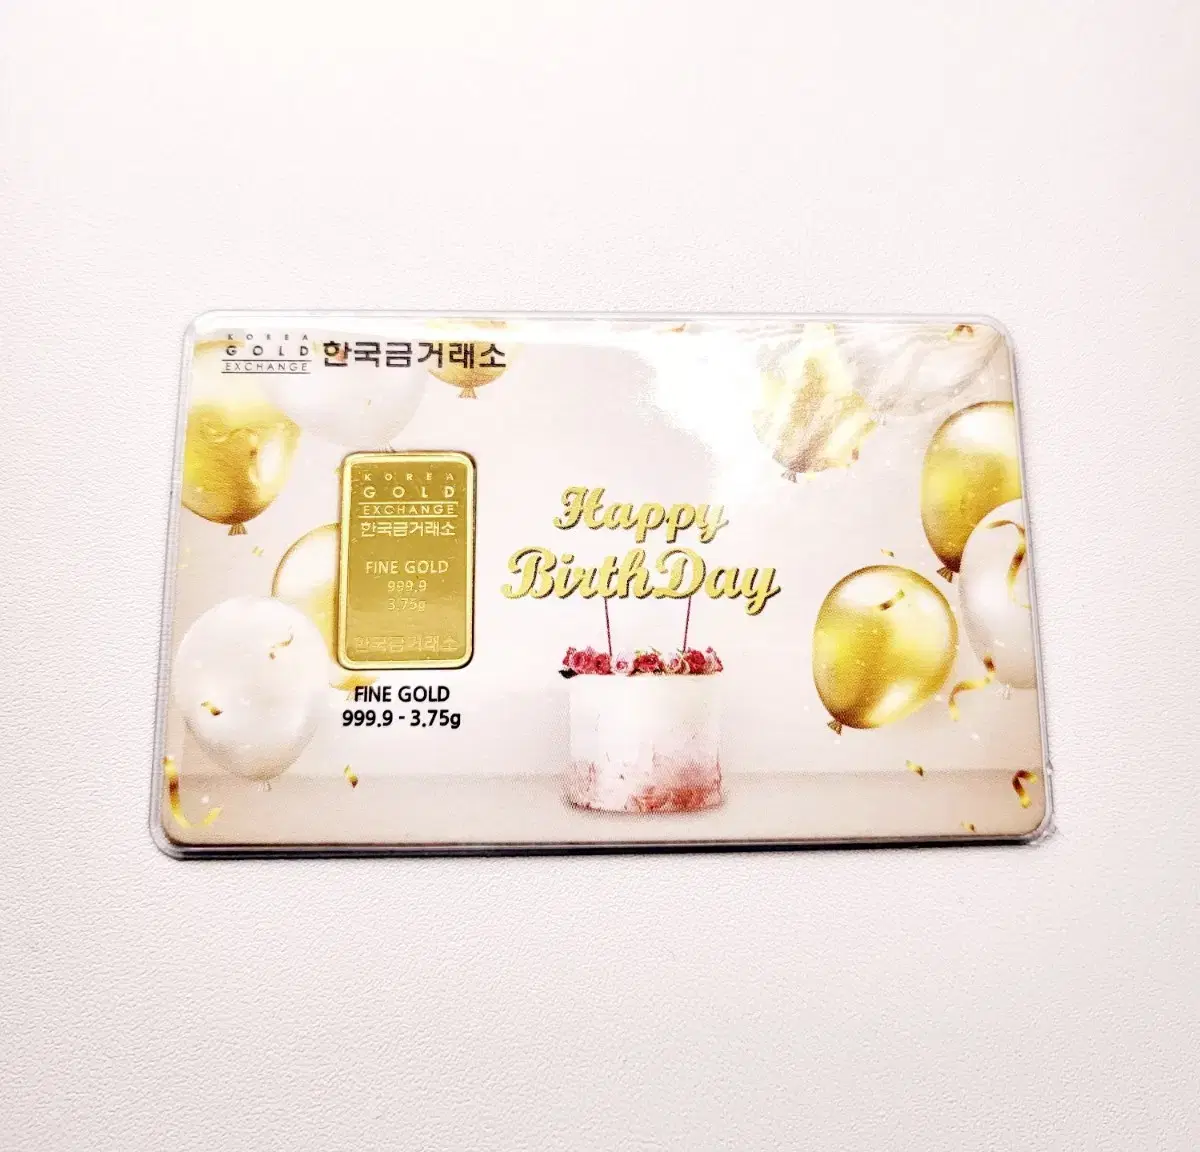 KOREA
GOLD
EXCHANGE
한국금거래소
KOREA
GOLD
EXCHANGE
한국금거래소
FINE GOLD
999.9
3.75g
한국금거래소
FINE GOLD
999.9 - 3.75g
Happy
BirthDay